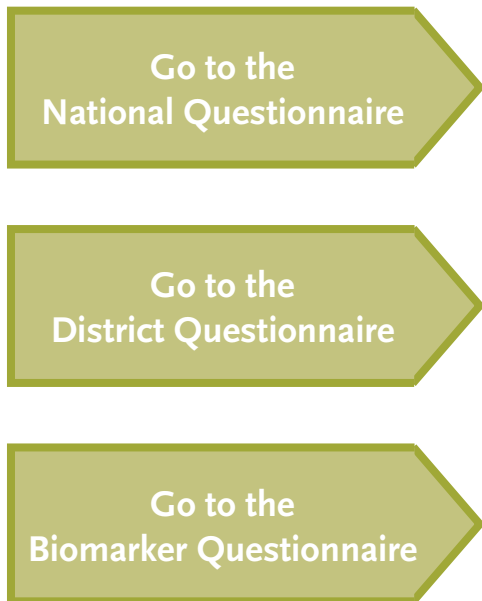 Go to the
National Questionnaire
Go to the
District Questionnaire
Go to the
Biomarker Questionnaire